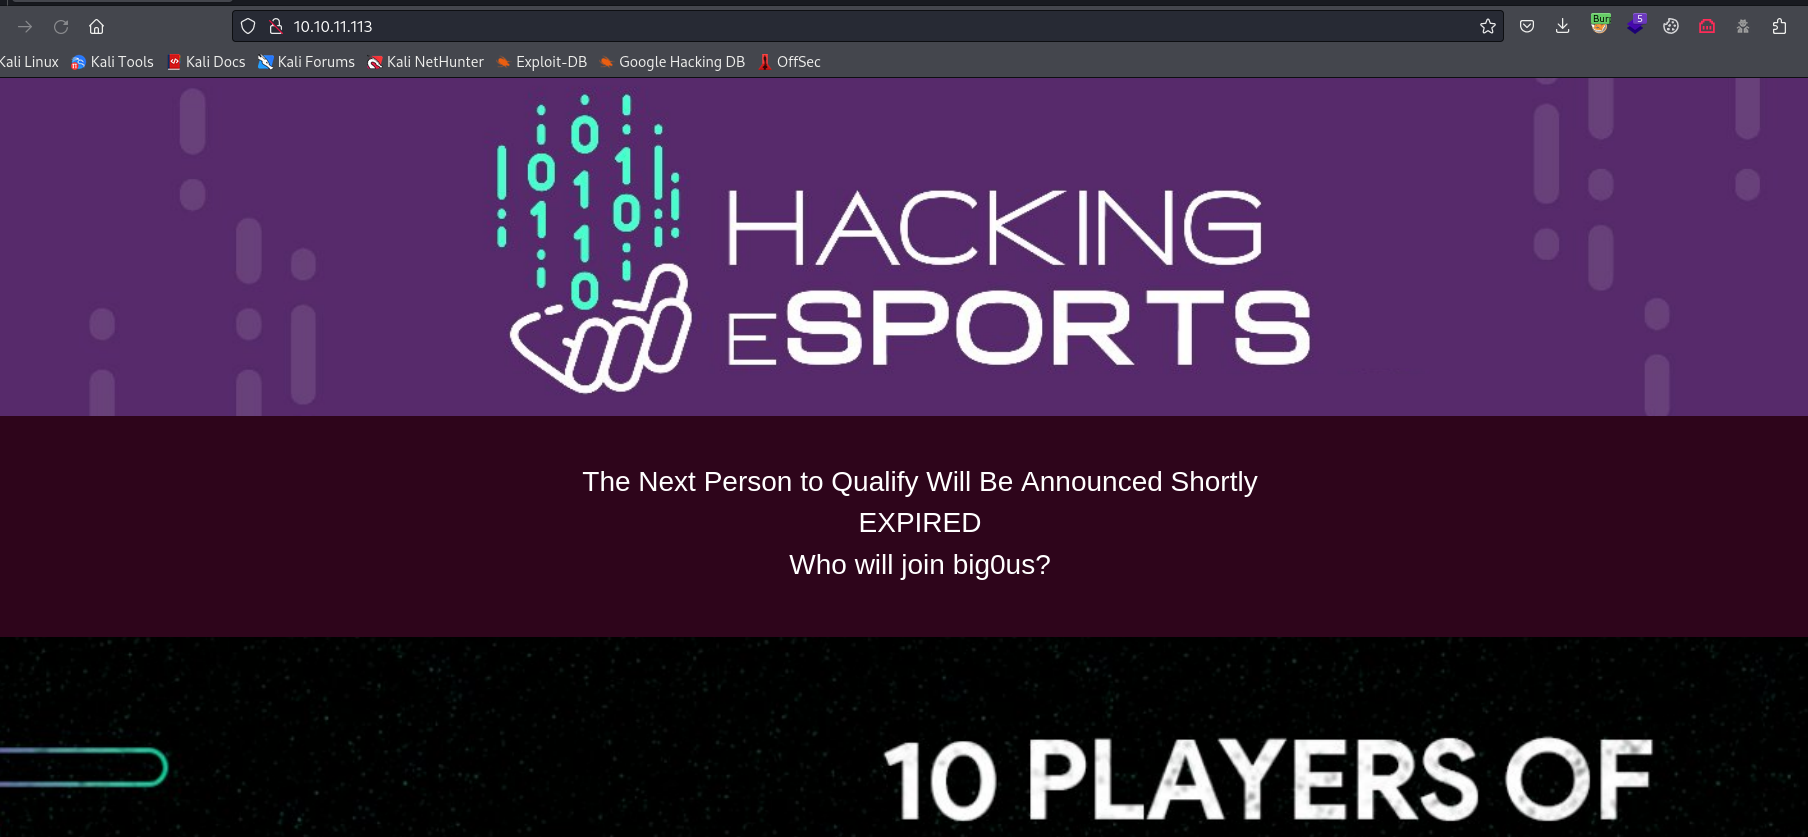 10.10.11.113
Burr
5
Kali Linux Kali Tools Kali Docs Kali Forums Kali NetHunter Exploit-DB Google Hacking DB OffSec
0
0 1 1
1 0
1 0
HACKING
eSPORTS
The Next Person to Qualify Will Be Announced Shortly
EXPIRED
Who will join big0us?
10 PLAYERS OF